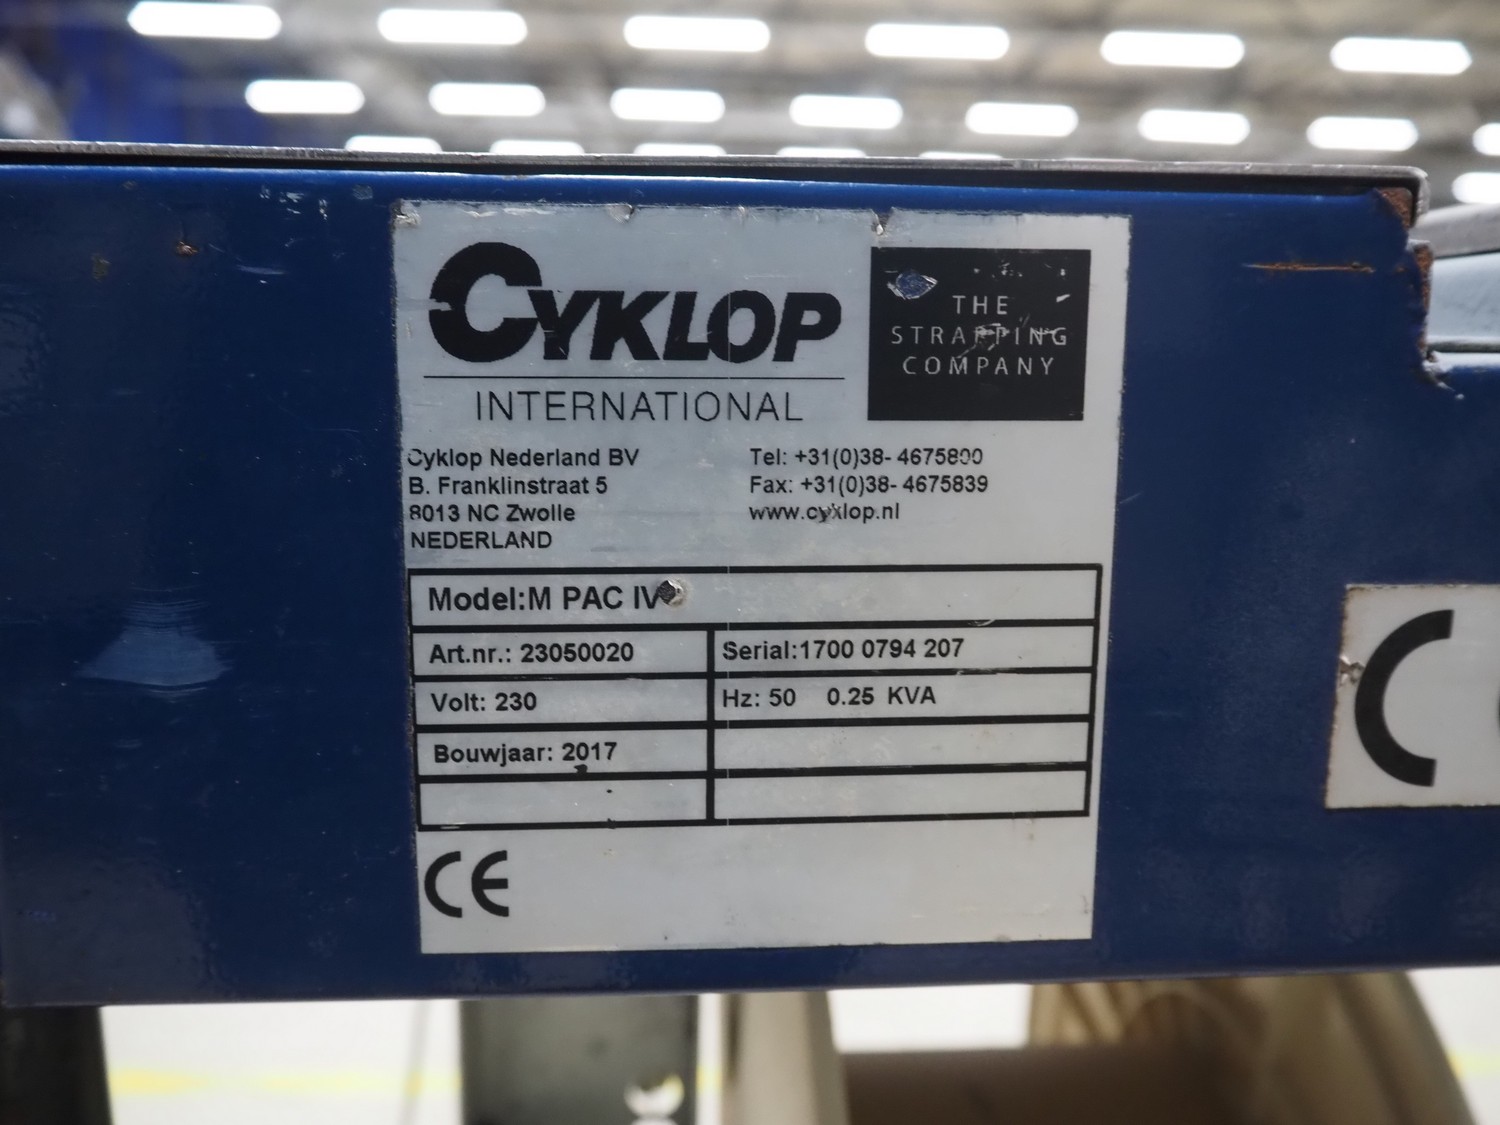 CYKLOP
INTERNATIONAL
THE
STRAPPING
COMPANY
Cyklop Nederland BV
B. Franklinstraat 5
8013 NC Zwolle
NEDERLAND
Tel: +31(0)38- 4675800
Fax: +31(0)38- 4675839
www.cyklop.nl
Model:M PAC IV
Art.nr.: 23050020 Serial:1700 0794 207
Volt: 230 Hz: 50 0.25 KVA
Bouwjaar: 2017
CE
C